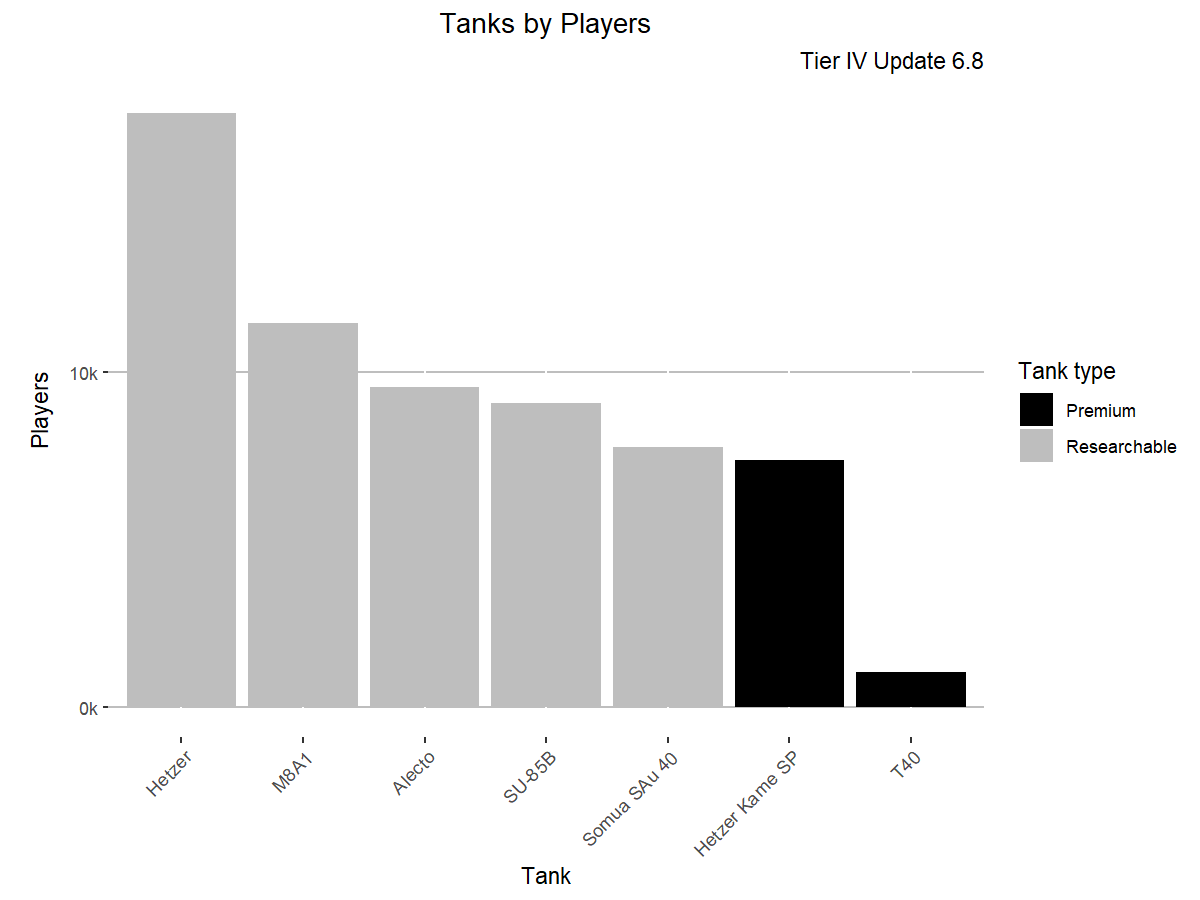 Tanks by Players
Tier IV Update 6.8
Players
10k
0k
Hetzer
M8A1
Alecto
SU-85B
Somua SAu 40
Hetzer Kame SP
T40
Tank
Tank type
Premium
Researchable